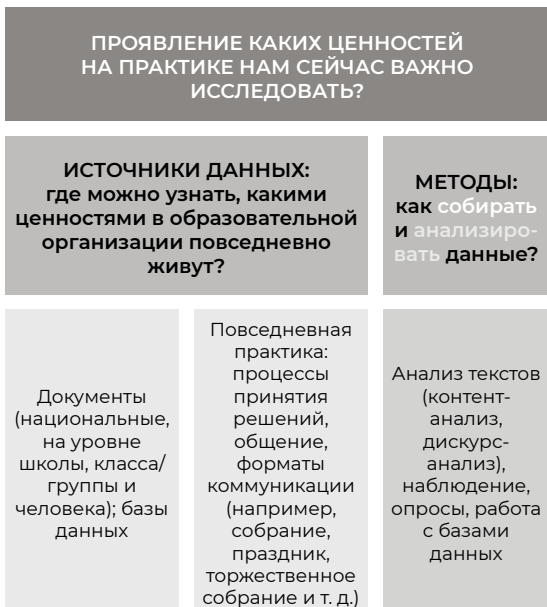 ПРОЯВЛЕНИЕ КАКИХ ЦЕННОСТЕЙ
НА ПРАКТИКЕ НАМ СЕЙЧАС ВАЖНО
ИССЛЕДОВАТЬ?
ИСТОЧНИКИ ДАННЫХ:
где можно узнать, какими
ценностями в образовательной
организации повседневно
живут?
МЕТОДЫ:
как собирать
и анализиро-
вать данные?
Документы
(национальные,
на уровне
школы, класса/
группы и
человека); базы
данных
Повседневная
практика:
процессы
принятия
решений,
общение,
форматы
коммуникации
(например,
собрание,
праздник,
торжественное
собрание и т. д.)
Анализ текстов
(контент-
анализ,
дискурс-
анализ),
наблюдение,
опросы, работа
с базами
данных